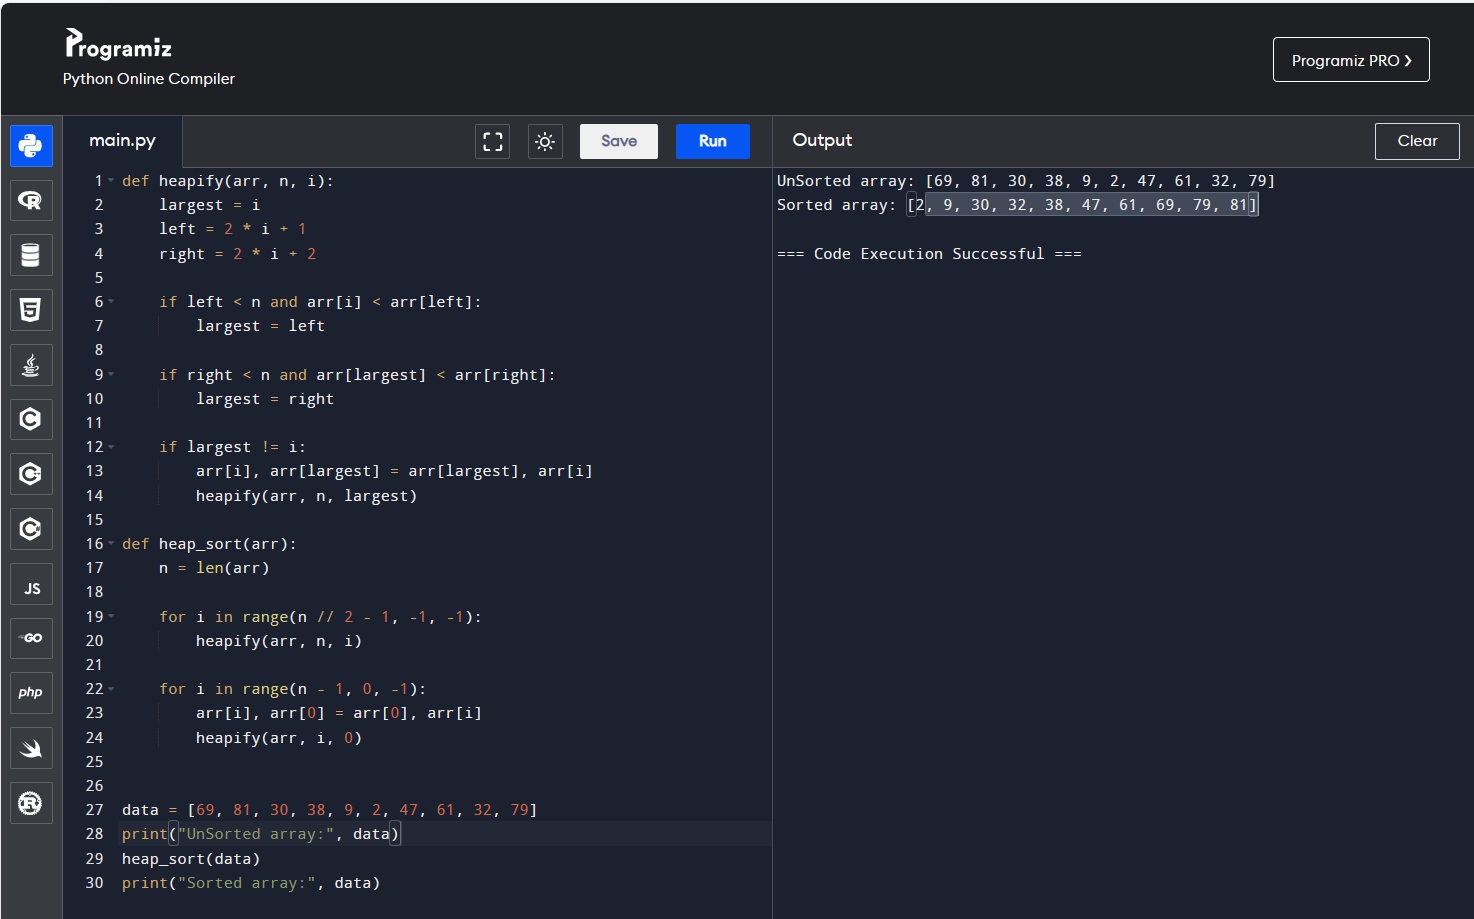 Programiz
Python Online Compiler
Programiz PRO ❯
main.py
Save
Run
Output
Clear
JS
GO
php
1 def heapify(arr, n, i):
2     largest = i
3     left = 2 * i + 1
4     right = 2 * i + 2
5
6     if left < n and arr[i] < arr[left]:
7         largest = left
8
9     if right < n and arr[largest] < arr[right]:
10         largest = right
11
12     if largest != i:
13         arr[i], arr[largest] = arr[largest], arr[i]
14         heapify(arr, n, largest)
15
16 def heap_sort(arr):
17     n = len(arr)
18
19     for i in range(n // 2 - 1, -1, -1):
20         heapify(arr, n, i)
21
22     for i in range(n - 1, 0, -1):
23         arr[i], arr[0] = arr[0], arr[i]
24         heapify(arr, i, 0)
25
26
27 data = [69, 81, 30, 38, 9, 2, 47, 61, 32, 79]
28 print("UnSorted array:", data)
29 heap_sort(data)
30 print("Sorted array:", data)
UnSorted array: [69, 81, 30, 38, 9, 2, 47, 61, 32, 79]
Sorted array: [2, 9, 30, 32, 38, 47, 61, 69, 79, 81]
=== Code Execution Successful ===